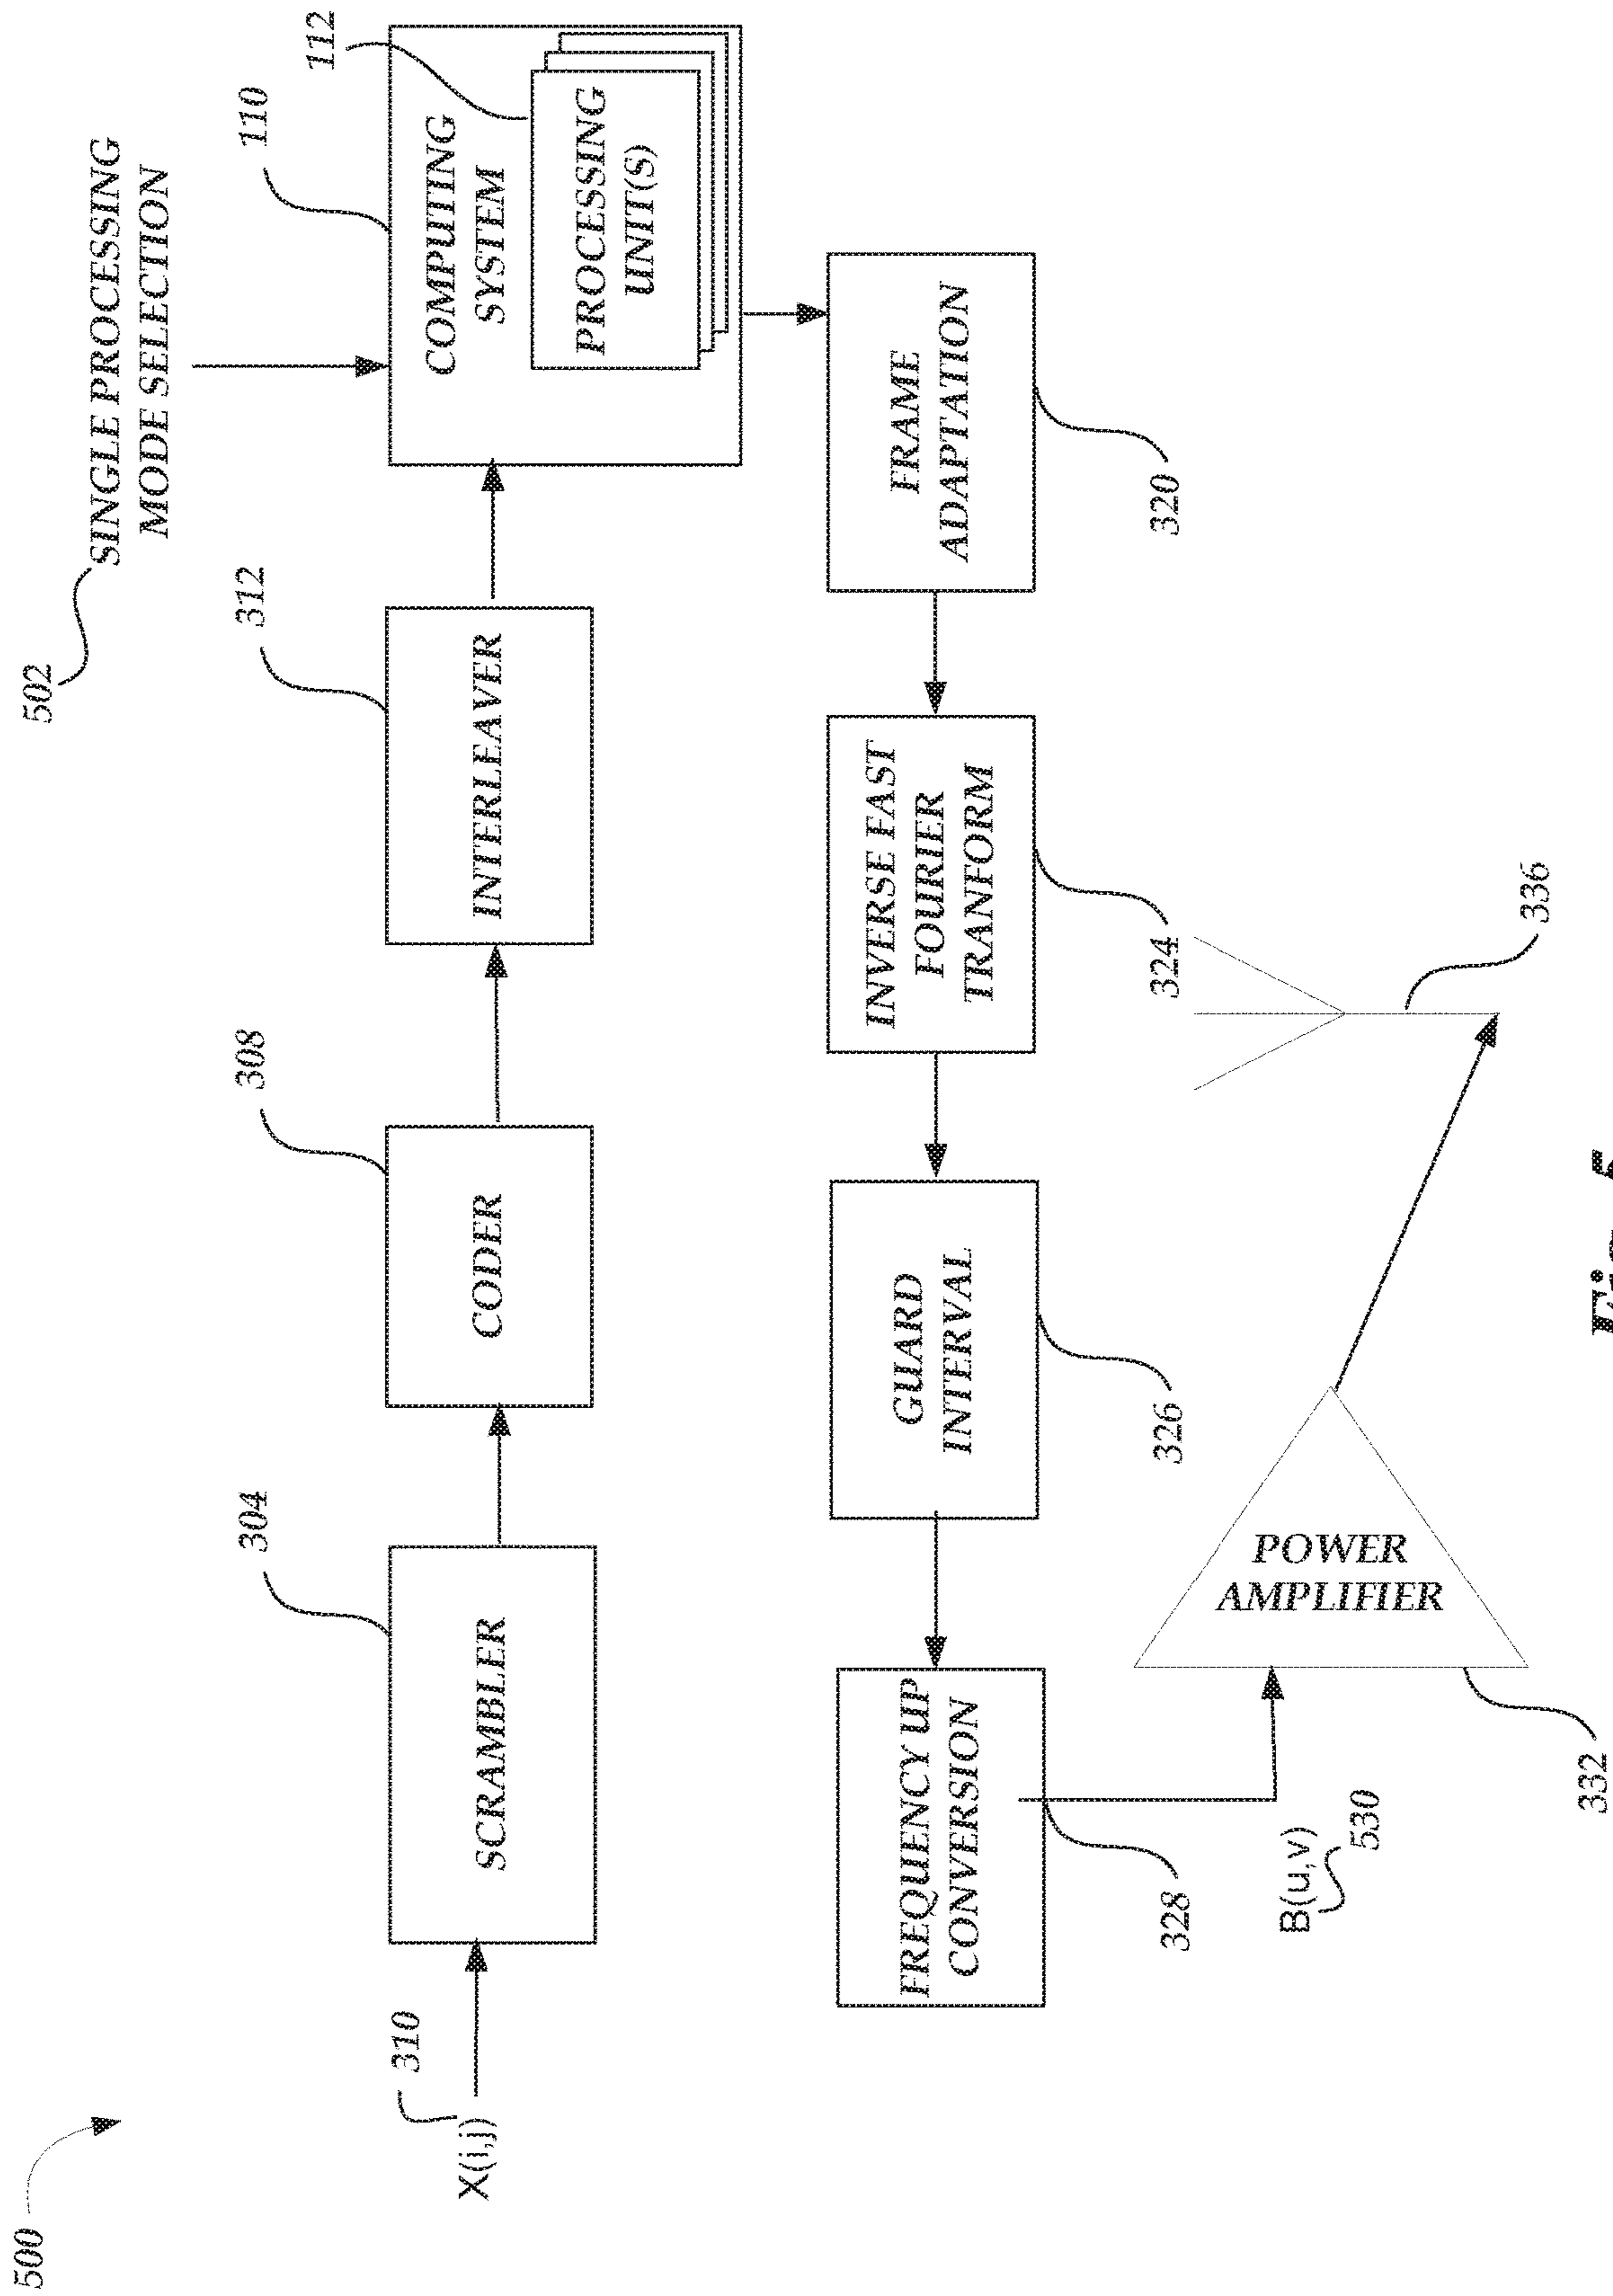 500
502
SINGLE PROCESSING
MODE SELECTION
X(i,j)
310
304
SCRAMBLER
308
CODER
312
INTERLEAVER
110
COMPUTING
SYSTEM
112
PROCESSING
UNIT(S)
FRAME
ADAPTATION
320
INVERSE FAST
FOURIER
TRANFORM
324
GUARD
INTERVAL
326
FREQUENCY UP
CONVERSION
328
B(u,v)
530
POWER
AMPLIFIER
332
336
Fig. 5